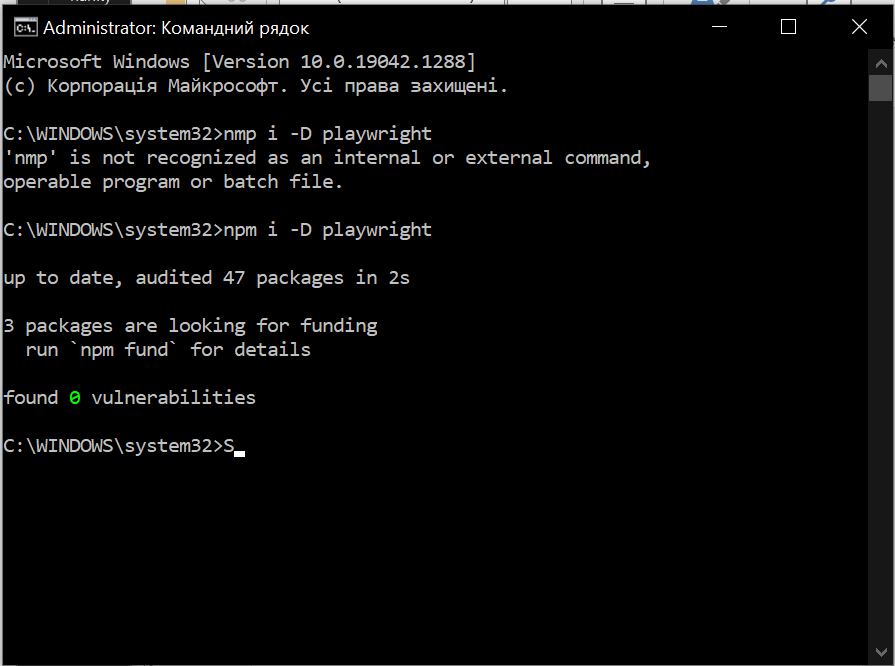 Administrator: Командний рядок
Microsoft Windows [Version 10.0.19042.1288]
(c) Корпорація Майкрософт. Усі права захищені.
C:\WINDOWS\system32>nmp i -D playwright
'nmp' is not recognized as an internal or external command,
operable program or batch file.
C:\WINDOWS\system32>npm i -D playwright
up to date, audited 47 packages in 2s
3 packages are looking for funding
  run `npm fund` for details
found 0 vulnerabilities
C:\WINDOWS\system32>S